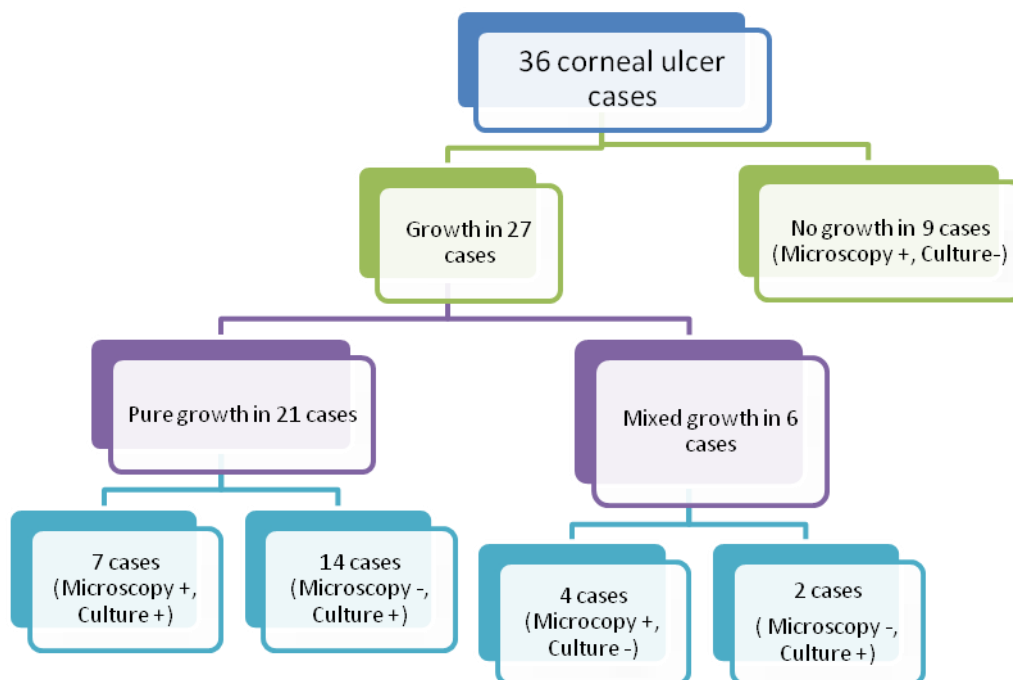 36 corneal ulcer
cases
Growth in 27
cases
No growth in 9 cases
(Microscopy +, Culture-)
Pure growth in 21 cases
Mixed growth in 6
cases
7 cases
(Microscopy +,
Culture +)
14 cases
(Microscopy -,
Culture +)
4 cases
(Microcopy +,
Culture -)
2 cases
( Microscopy -,
Culture +)